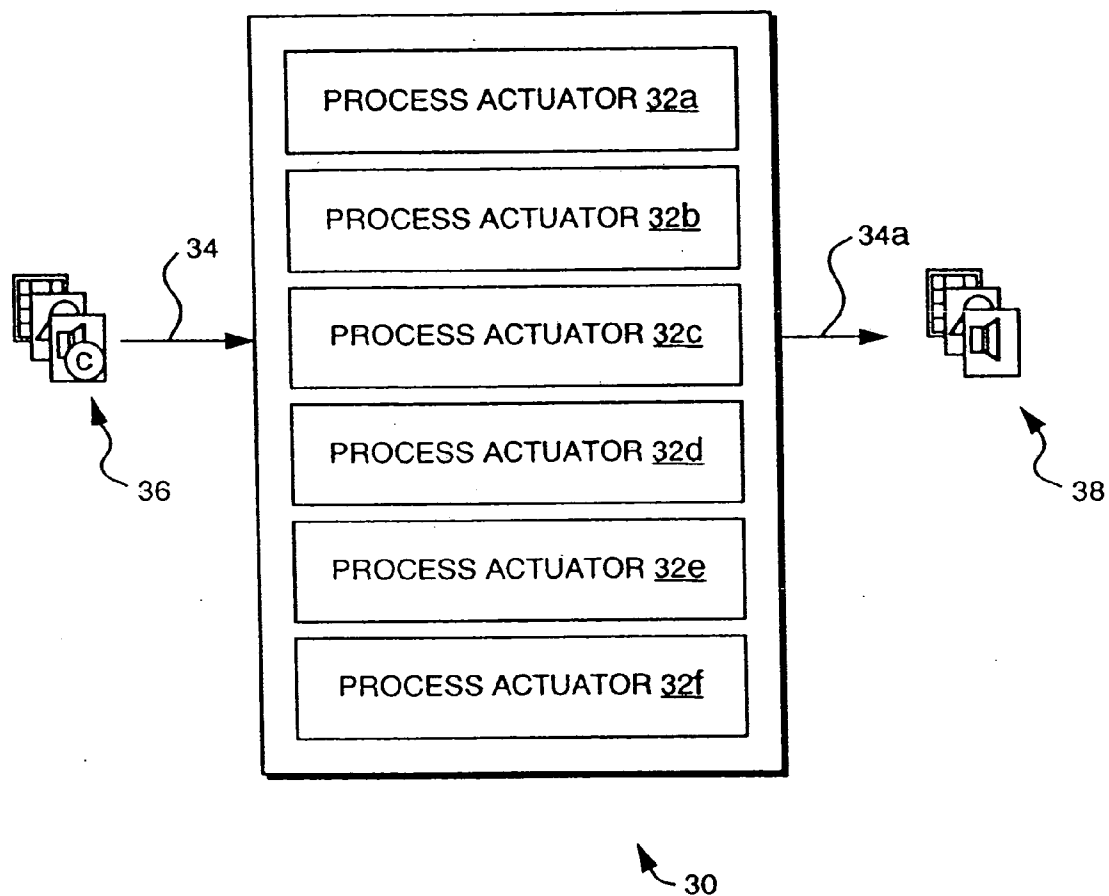 PROCESS ACTUATOR 32a
PROCESS ACTUATOR 32b
34
34a
PROCESS ACTUATOR 32c
C
PROCESS ACTUATOR 32d
36
38
PROCESS ACTUATOR 32e
PROCESS ACTUATOR 32f
30